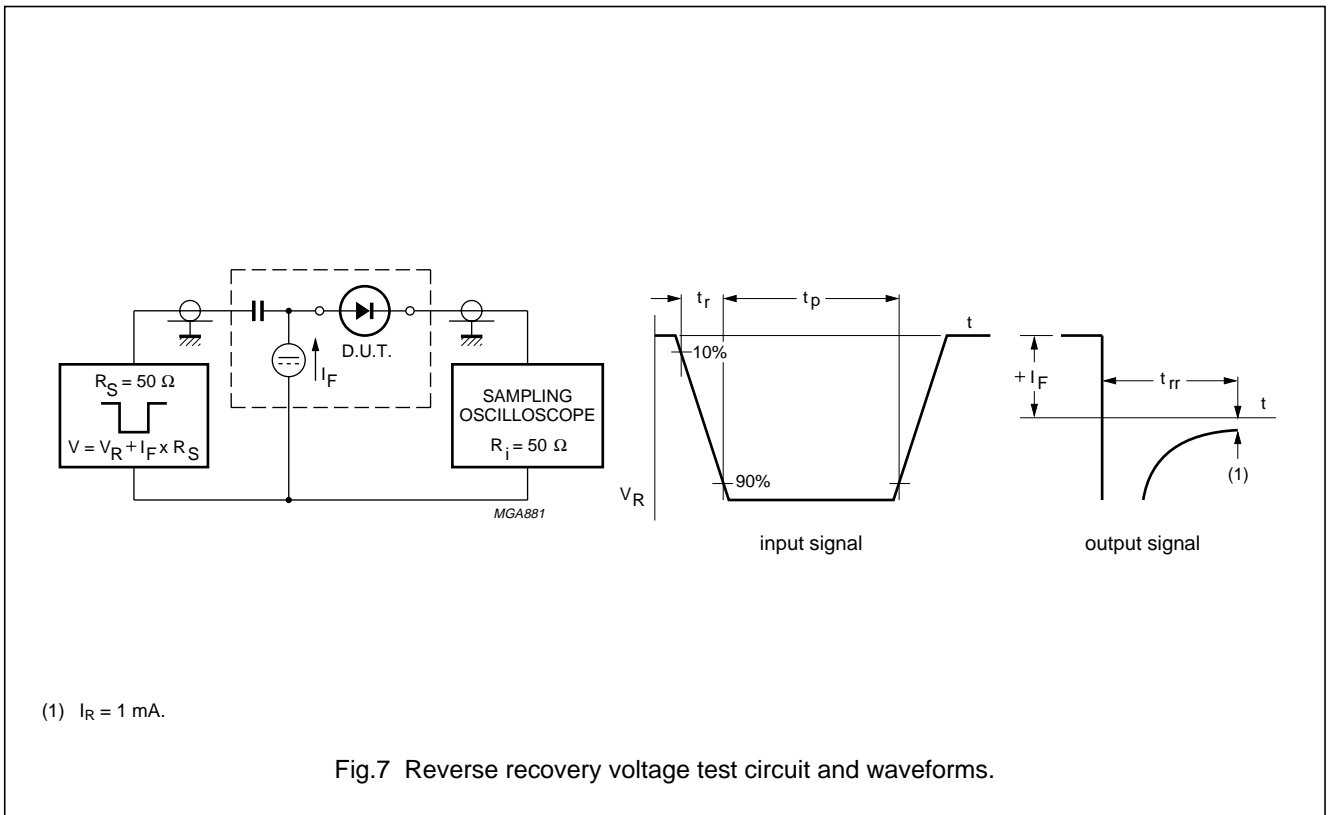 R_S = 50 Ω
V = V_R + I_F x R_S
I_F
D.U.T.
SAMPLING
OSCILLOSCOPE
R_i = 50 Ω
MGA881
t_r
t_p
t
10%
90%
V_R
input signal
+ I_F
t_rr
t
(1)
output signal
(1) I_R = 1 mA.
Fig.7 Reverse recovery voltage test circuit and waveforms.